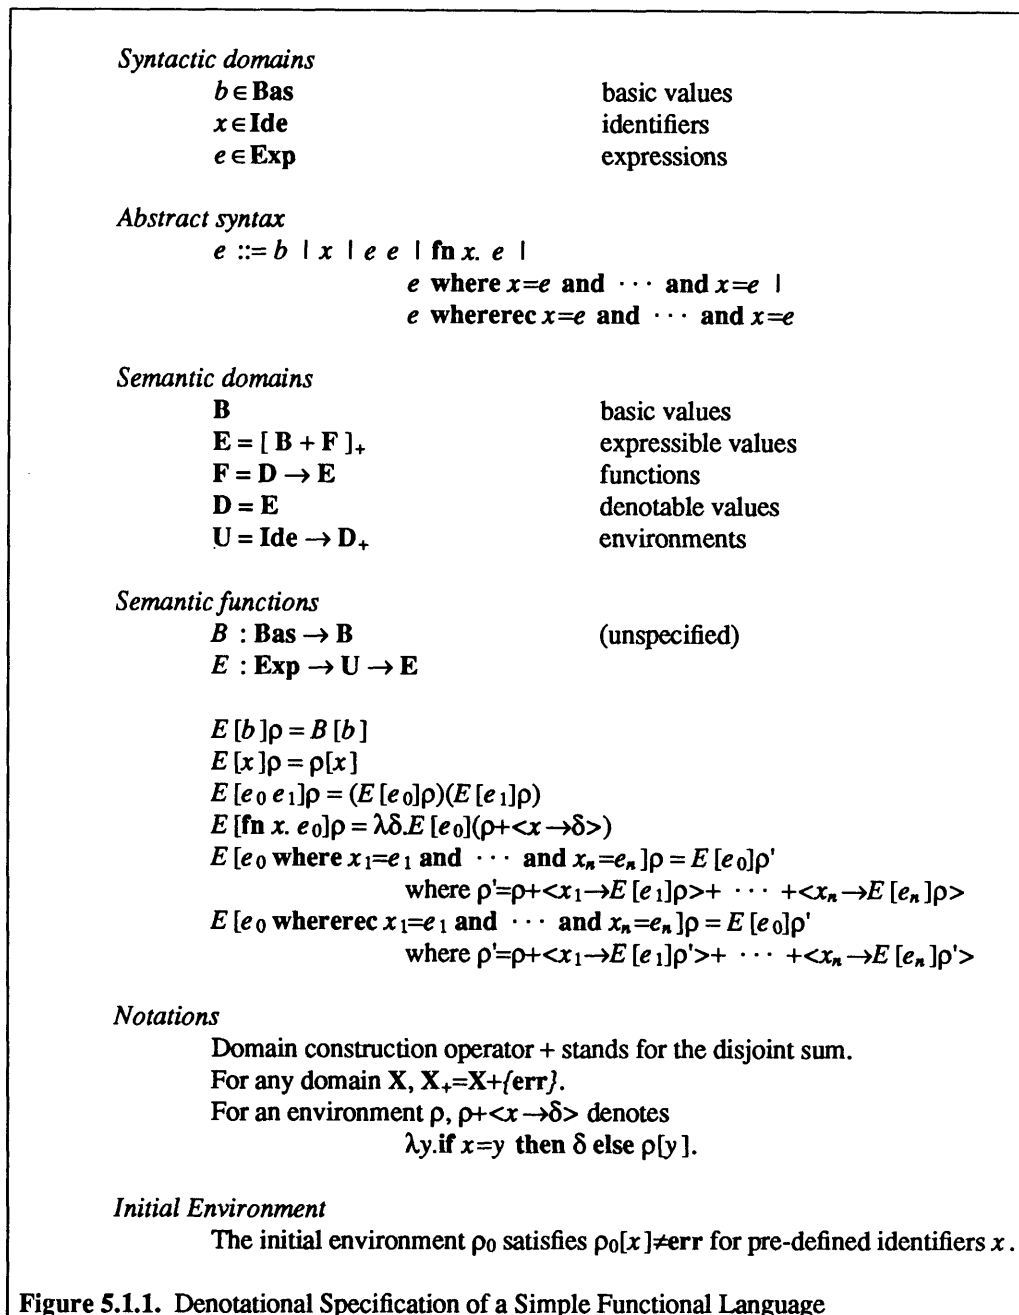 Syntactic domains
b ∈ Bas basic values
x ∈ Ide identifiers
e ∈ Exp expressions
Abstract syntax
e ::= b | x | e e | fn x. e |
e where x=e and ··· and x=e |
e whererec x=e and ··· and x=e
Semantic domains
B basic values
E = [ B + F ]₊ expressible values
F = D → E functions
D = E denotable values
U = Ide → D₊ environments
Semantic functions
B : Bas → B (unspecified)
E : Exp → U → E
E [b]ρ = B [b]
E [x]ρ = ρ[x]
E [e₀ e₁]ρ = (E [e₀]ρ)(E [e₁]ρ)
E [fn x. e₀]ρ = λδ.E [e₀](ρ+<x→δ>)
E [e₀ where x₁=e₁ and ··· and xₙ=eₙ]ρ = E [e₀]ρ'
where ρ'=ρ+<x₁→E [e₁]ρ>+ ··· +<xₙ→E [eₙ]ρ>
E [e₀ whererec x₁=e₁ and ··· and xₙ=eₙ]ρ = E [e₀]ρ'
where ρ'=ρ+<x₁→E [e₁]ρ'>+ ··· +<xₙ→E [eₙ]ρ'>
Notations
Domain construction operator + stands for the disjoint sum.
For any domain X, X₊=X+{err}.
For an environment ρ, ρ+<x→δ> denotes
λy.if x=y then δ else ρ[y].
Initial Environment
The initial environment ρ₀ satisfies ρ₀[x]≠err for pre-defined identifiers x.
Figure 5.1.1. Denotational Specification of a Simple Functional Language